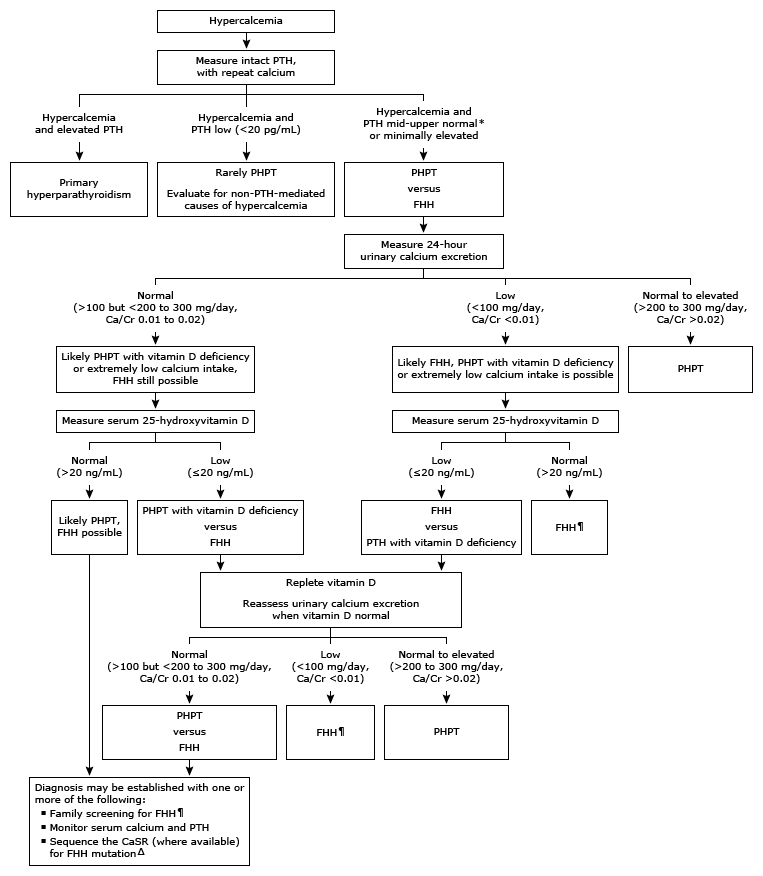 Hypercalcemia
Measure intact PTH,
with repeat calcium
Hypercalcemia
and elevated PTH
Hypercalcemia and
PTH low (<20 pg/mL)
Hypercalcemia and
PTH mid-upper normal*
or minimally elevated
Primary
hyperparathyroidism
Rarely PHPT
Evaluate for non-PTH-mediated
causes of hypercalcemia
PHPT
versus
FHH
Measure 24-hour
urinary calcium excretion
Normal
(>100 but <200 to 300 mg/day,
Ca/Cr 0.01 to 0.02)
Low
(<100 mg/day,
Ca/Cr <0.01)
Normal to elevated
(>200 to 300 mg/day,
Ca/Cr >0.02)
Likely PHPT with vitamin D deficiency
or extremely low calcium intake,
FHH still possible
Likely FHH, PHPT with vitamin D deficiency
or extremely low calcium intake is possible
PHPT
Measure serum 25-hydroxyvitamin D
Measure serum 25-hydroxyvitamin D
Normal
(>20 ng/mL)
Low
(≤20 ng/mL)
Low
(≤20 ng/mL)
Normal
(>20 ng/mL)
Likely PHPT,
FHH possible
PHPT with vitamin D deficiency
versus
FHH
FHH
versus
PTH with vitamin D deficiency
FHH¶
Replete vitamin D
Reassess urinary calcium excretion
when vitamin D normal
Normal
(>100 but <200 to 300 mg/day,
Ca/Cr 0.01 to 0.02)
Low
(<100 mg/day,
Ca/Cr <0.01)
Normal to elevated
(>200 to 300 mg/day,
Ca/Cr >0.02)
PHPT
versus
FHH
FHH¶
PHPT
Diagnosis may be established with one or
more of the following:
▪ Family screening for FHH¶
▪ Monitor serum calcium and PTH
▪ Sequence the CaSR (where available)
for FHH mutationΔ